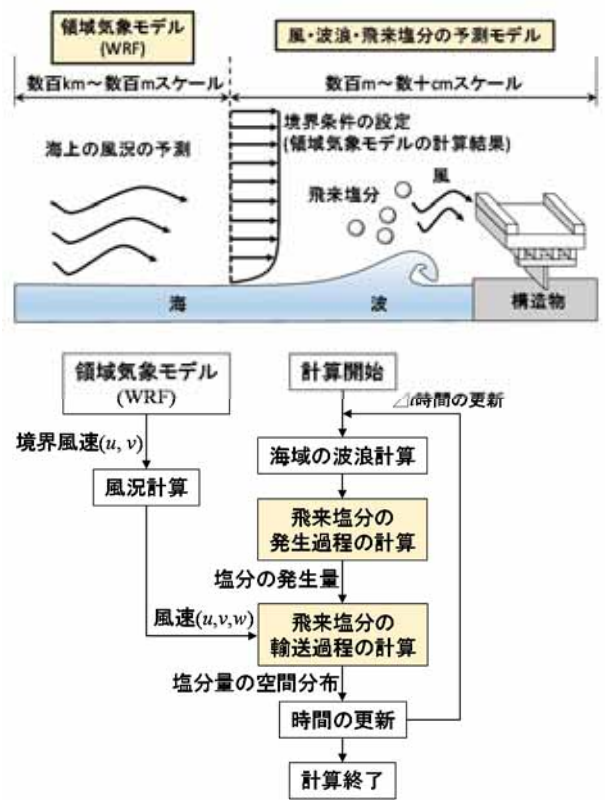 領域気象モデル
(WRF)
風・波浪・飛来塩分の予測モデル
数百km～数百mスケール
数百m～数十cmスケール
海上の風況の予測
境界条件の設定
(領域気象モデルの計算結果)
飛来塩分
風
海
波
構造物
領域気象モデル
(WRF)
計算開始
⊿t時間の更新
境界風速(u, v)
海域の波浪計算
風況計算
飛来塩分の
発生過程の計算
塩分の発生量
風速(u,v,w)
飛来塩分の
輸送過程の計算
塩分量の空間分布
時間の更新
計算終了